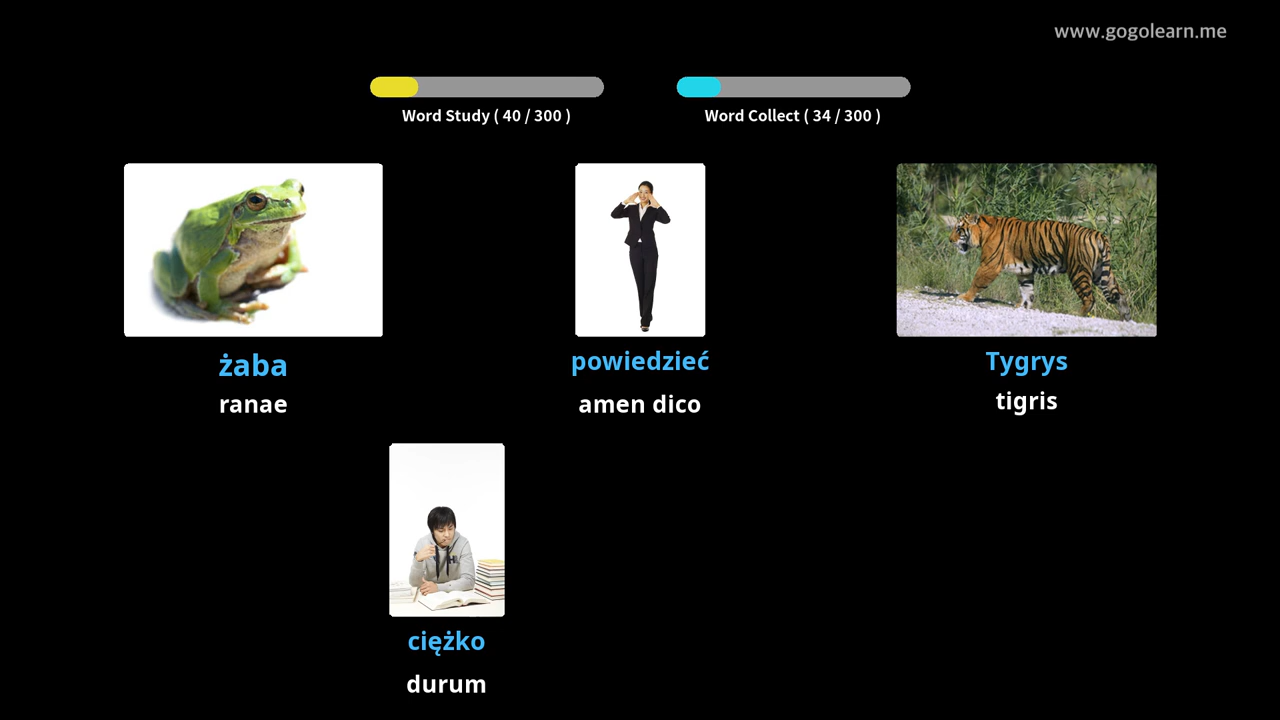 www.gogolearn.me
Word Study ( 40 / 300 )
Word Collect ( 34 / 300 )
żaba
ranae
powiedzieć
amen dico
Tygrys
tigris
ciężko
durum